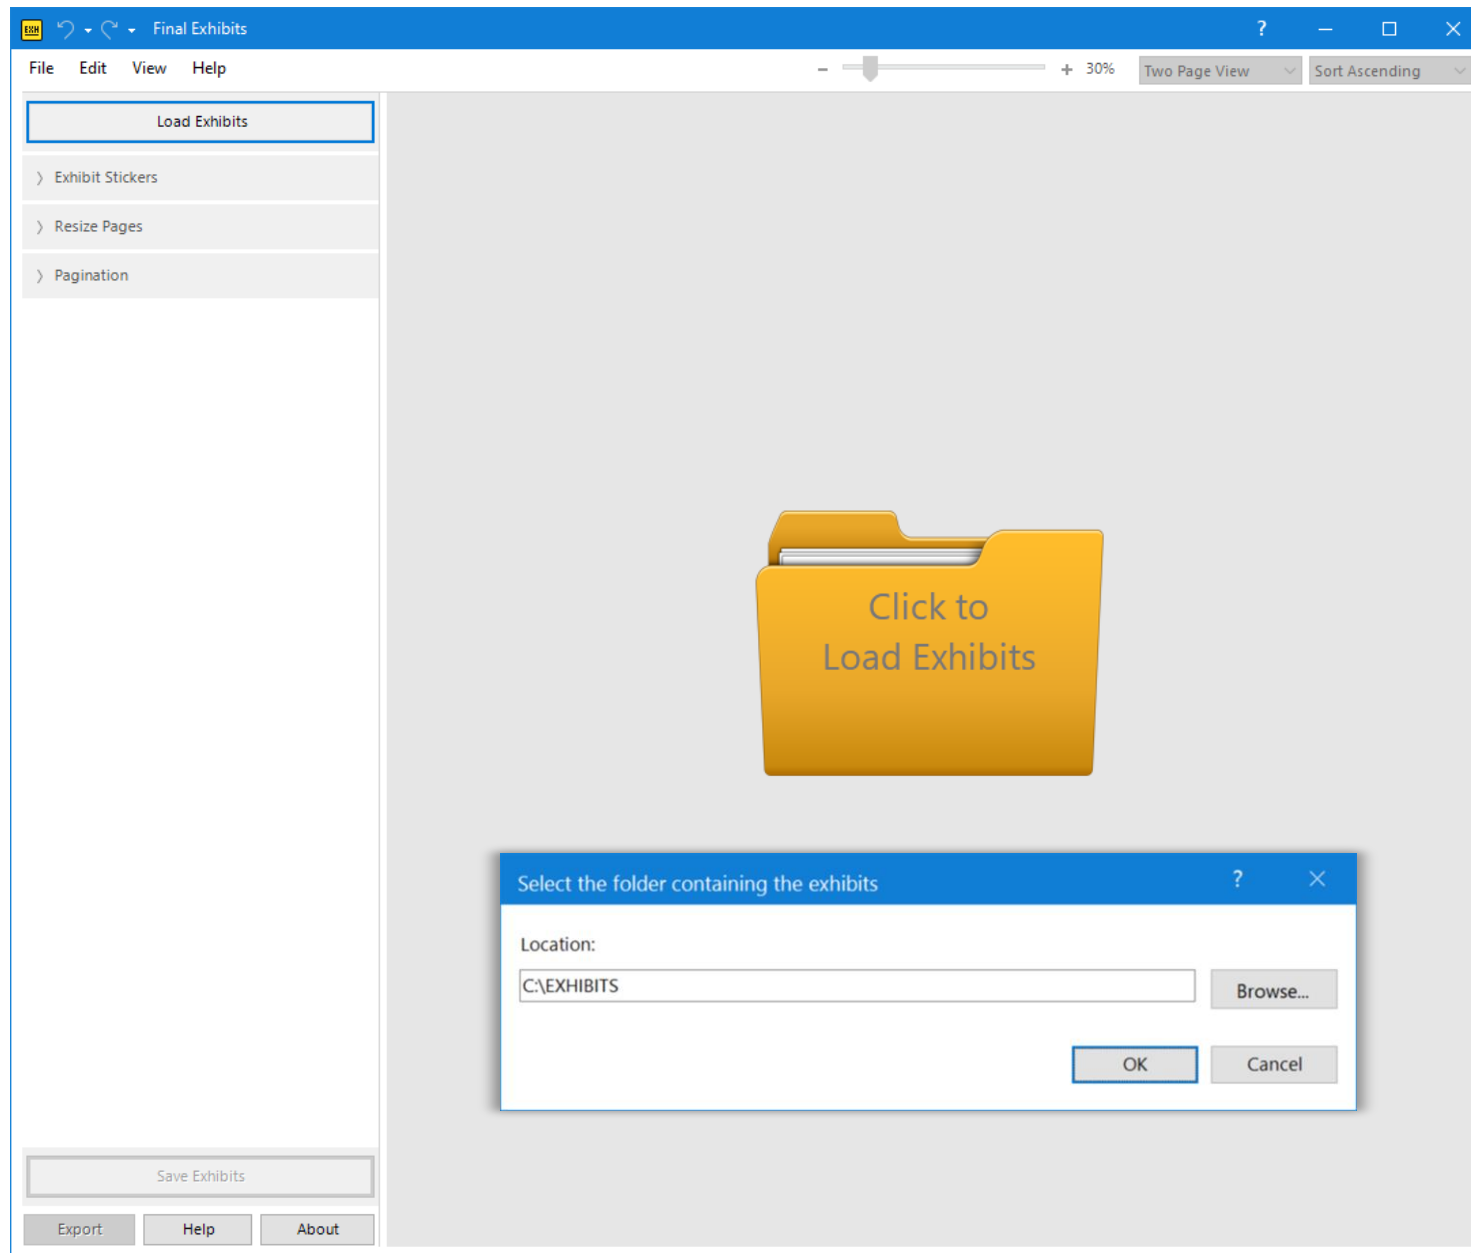 EXH Final Exhibits ?
File Edit View Help - + 30% Two Page View Sort Ascending
Load Exhibits
Exhibit Stickers
Resize Pages
Pagination
Click to
Load Exhibits
Select the folder containing the exhibits ?
Location:
C:\EXHIBITS Browse...
OK Cancel
Save Exhibits
Export Help About